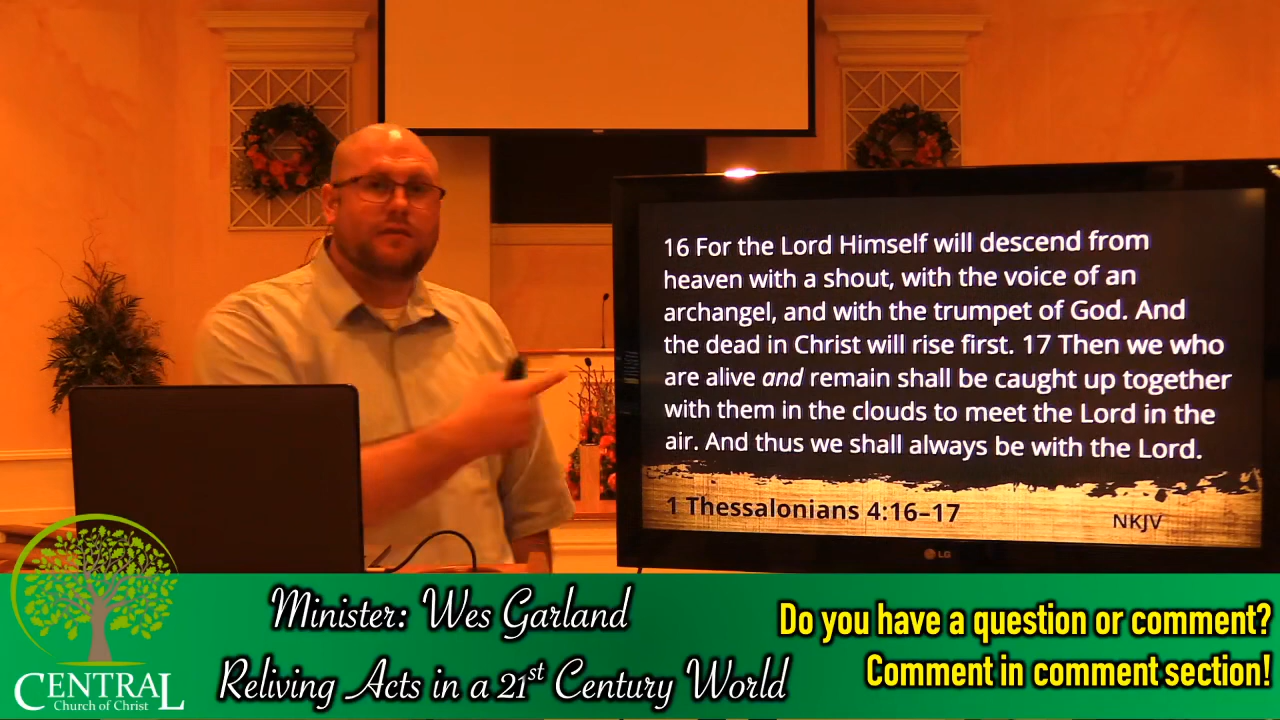 16 For the Lord Himself will descend from
heaven with a shout, with the voice of an
archangel, and with the trumpet of God. And
the dead in Christ will rise first. 17 Then we who
are alive and remain shall be caught up together
with them in the clouds to meet the Lord in the
air. And thus we shall always be with the Lord.
1 Thessalonians 4:16–17
NKJV
LG
CENTRAL
Church of Christ
Minister: Wes Garland
Reliving Acts in a 21st Century World
Do you have a question or comment?
Comment in comment section!